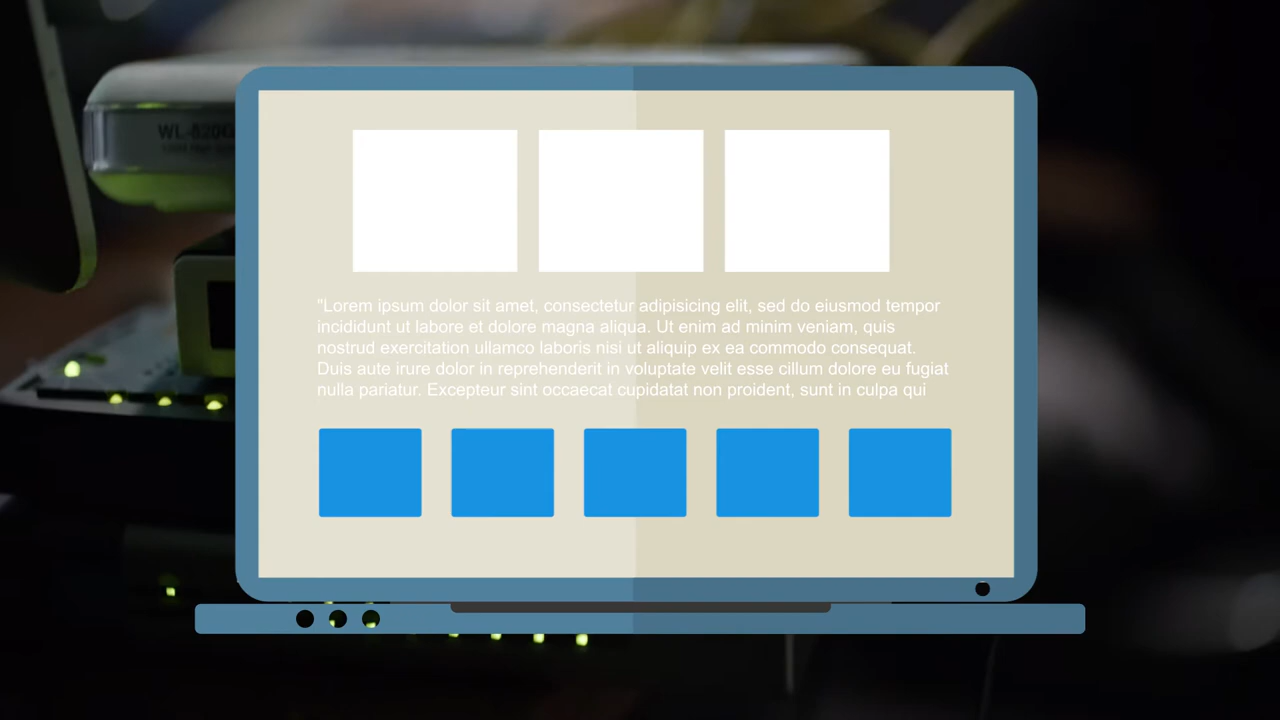 WL-520G
"Lorem ipsum dolor sit amet, consectetur adipisicing elit, sed do eiusmod tempor
incididunt ut labore et dolore magna aliqua. Ut enim ad minim veniam, quis
nostrud exercitation ullamco laboris nisi ut aliquip ex ea commodo consequat.
Duis aute irure dolor in reprehenderit in voluptate velit esse cillum dolore eu fugiat
nulla pariatur. Excepteur sint occaecat cupidatat non proident, sunt in culpa qui